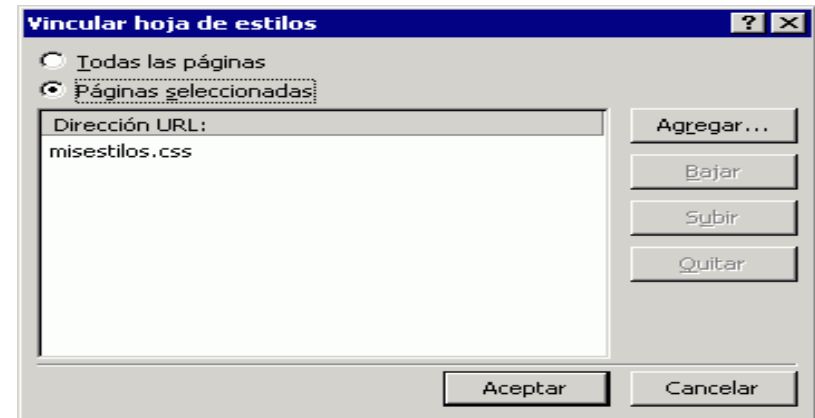 Vincular hoja de estilos
Todas las páginas
Páginas seleccionadas
Dirección URL:
misestilos.css
Agregar...
Bajar
Subir
Quitar
Aceptar
Cancelar